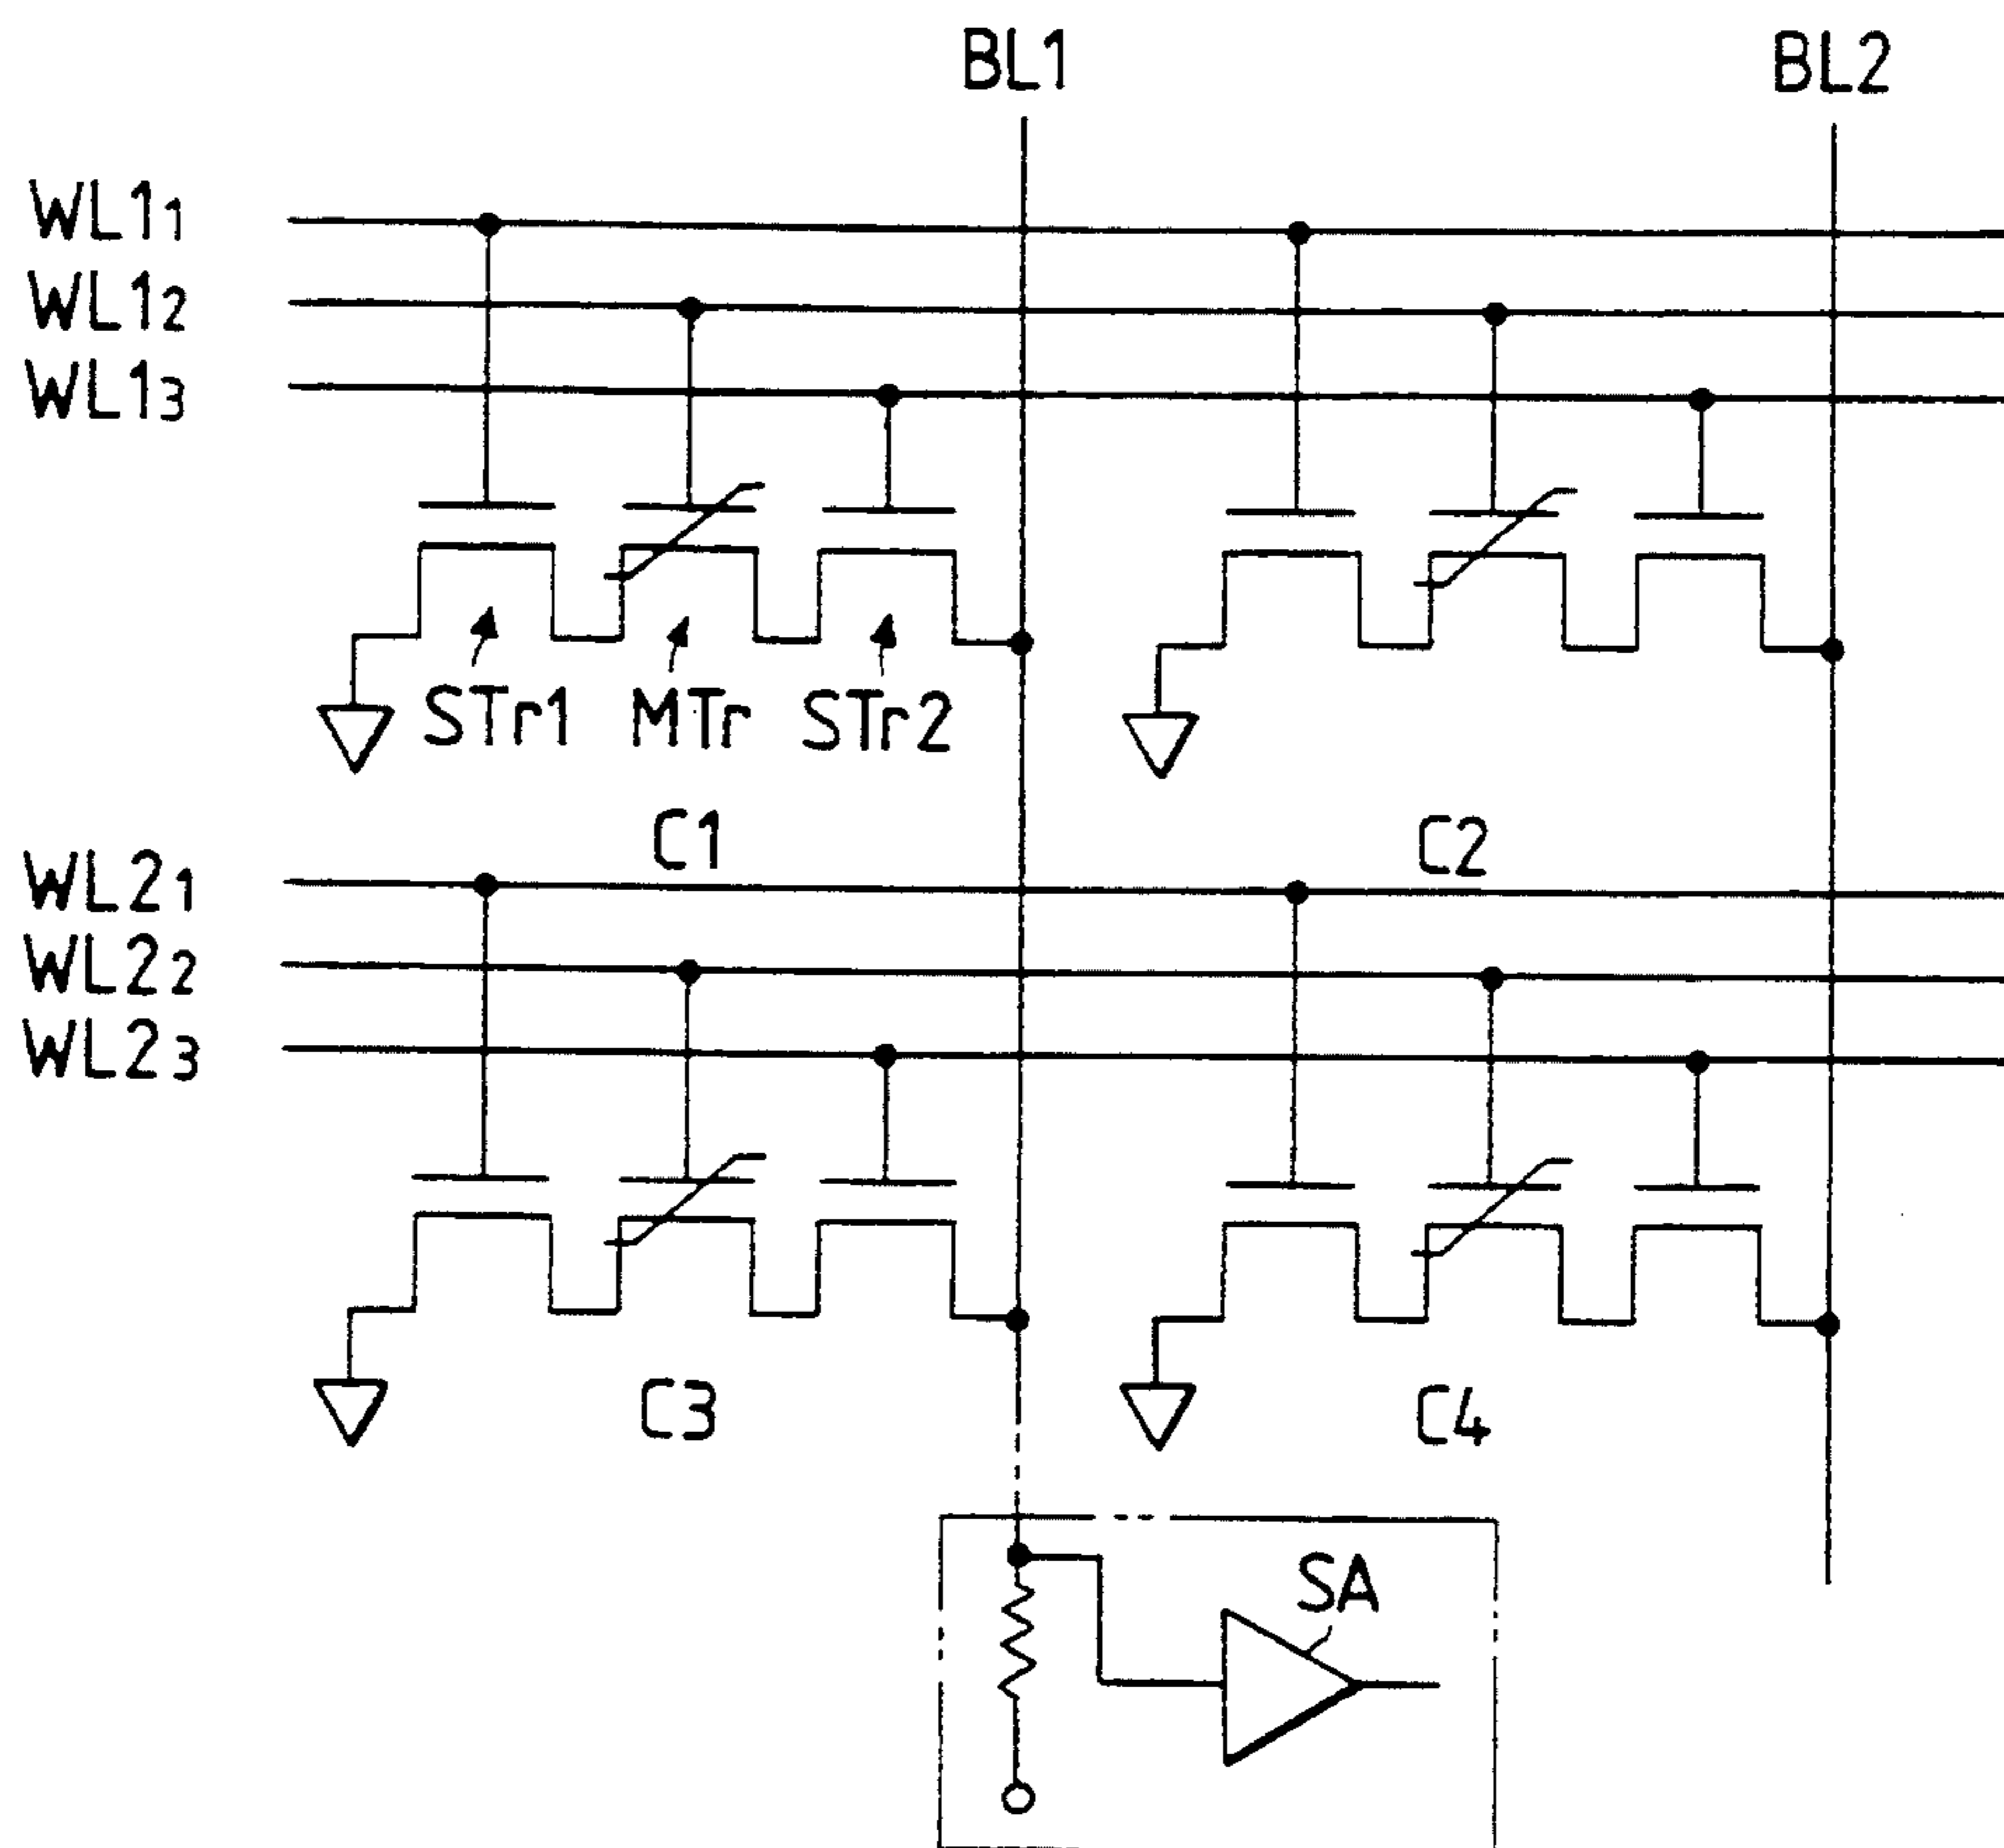 BL1 BL2
WL11
WL12
WL13
STr1 MTr STr2
C1 C2
WL21
WL22
WL23
C3 C4
SA